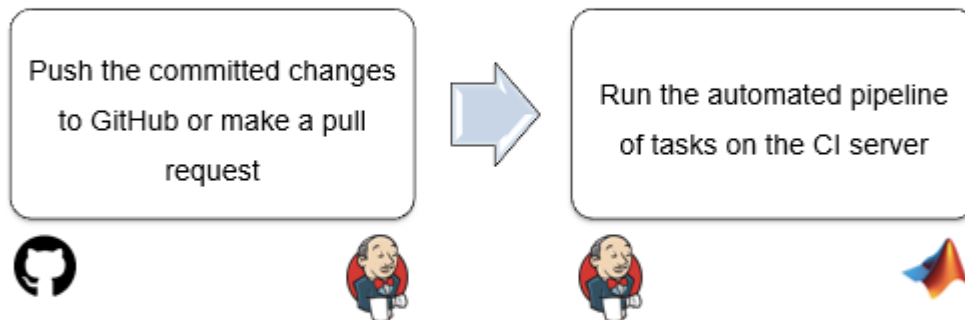 Push the committed changes
to GitHub or make a pull
request
Run the automated pipeline
of tasks on the CI server